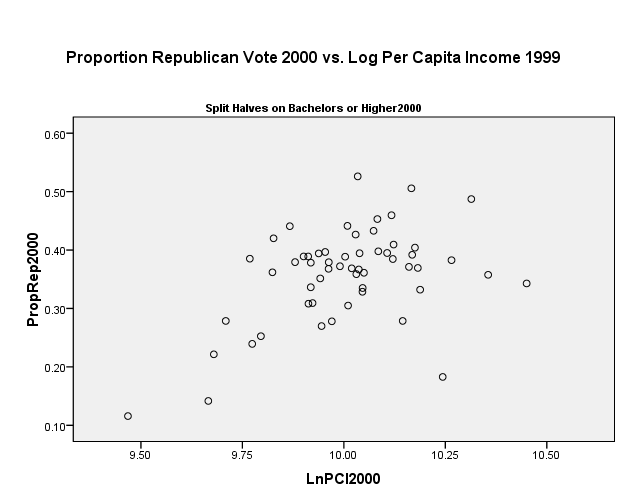 Proportion Republican Vote 2000 vs. Log Per Capita Income 1999
Split Halves on Bachelors or Higher2000
0.60
0.50
0.40
0.30
0.20
0.10
PropRep2000
9.50 9.75 10.00 10.25 10.50
LnPCI2000